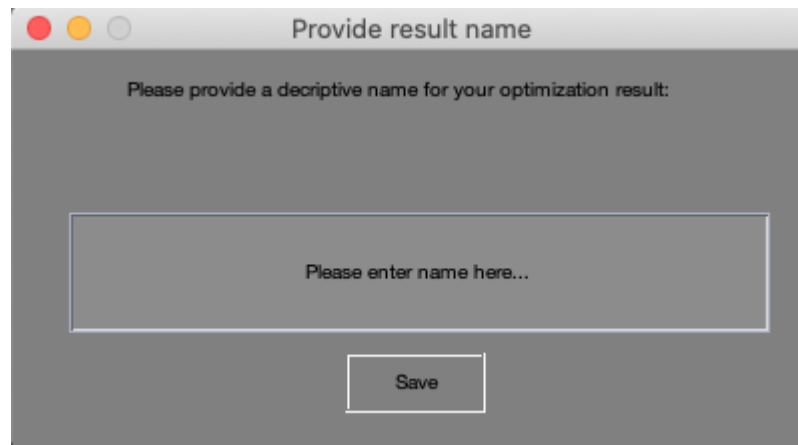 Provide result name
Please provide a decriptive name for your optimization result:
Please enter name here...
Save